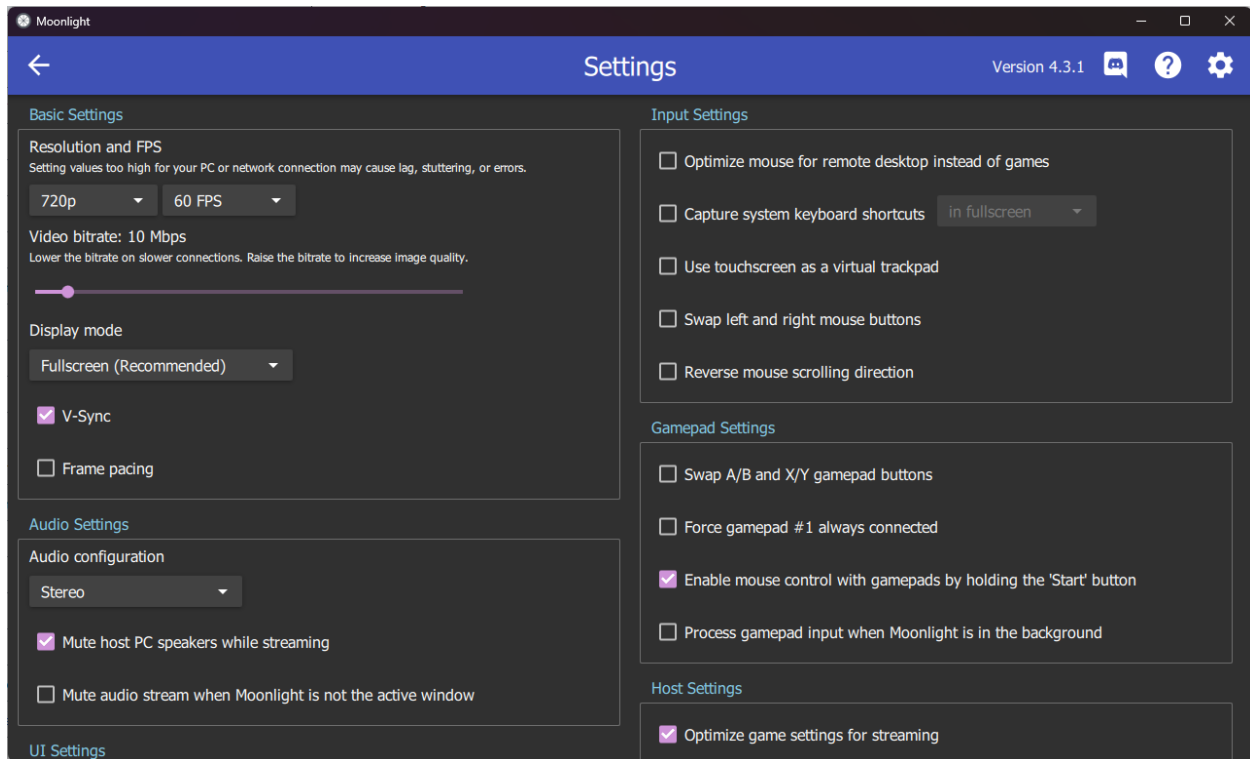 Moonlight
Settings
Version 4.3.1
Basic Settings
Resolution and FPS
Setting values too high for your PC or network connection may cause lag, stuttering, or errors.
720p
60 FPS
Video bitrate: 10 Mbps
Lower the bitrate on slower connections. Raise the bitrate to increase image quality.
Display mode
Fullscreen (Recommended)
V-Sync
Frame pacing
Audio Settings
Audio configuration
Stereo
Mute host PC speakers while streaming
Mute audio stream when Moonlight is not the active window
UI Settings
Input Settings
Optimize mouse for remote desktop instead of games
Capture system keyboard shortcuts
in fullscreen
Use touchscreen as a virtual trackpad
Swap left and right mouse buttons
Reverse mouse scrolling direction
Gamepad Settings
Swap A/B and X/Y gamepad buttons
Force gamepad #1 always connected
Enable mouse control with gamepads by holding the 'Start' button
Process gamepad input when Moonlight is in the background
Host Settings
Optimize game settings for streaming